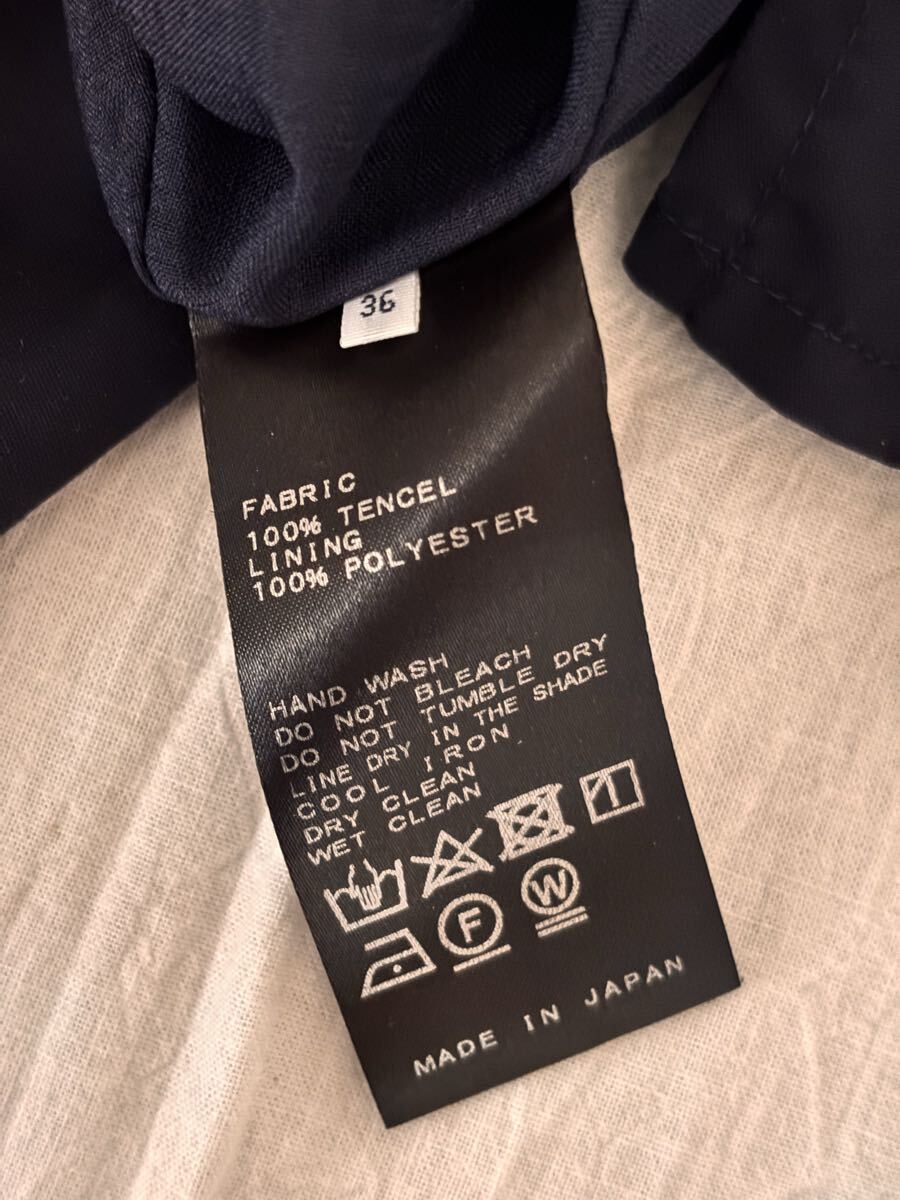 36
FABRIC
100% TENCEL
LINING
100% POLYESTER
HAND WASH
DO NOT BLEACH
DO NOT TUMBLE DRY
LINE DRY IN THE SHADE
COOL IRON
DRY CLEAN
WET CLEAN
F
W
MADE IN JAPAN